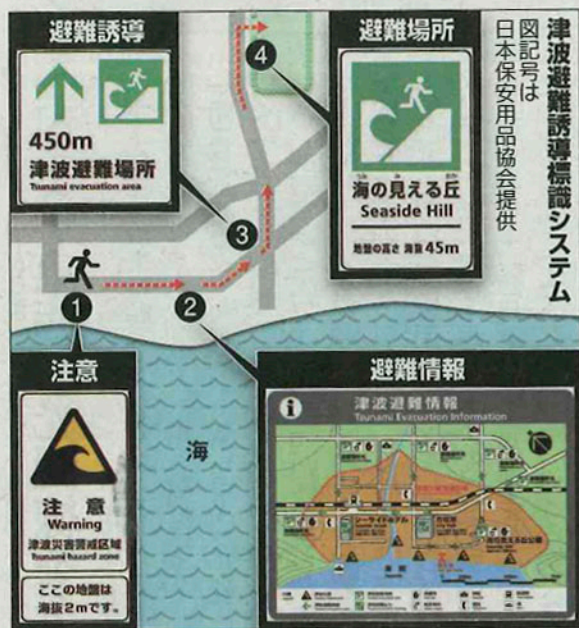 津波避難誘導標識システム
図記号は
日本保安用品協会提供
避難誘導
450m
津波避難場所
Tsunami evacuation area
避難場所
海の見える丘
Seaside Hill
地盤の高さ 海抜 45m
4
3
1
2
注意
注 意
Warning
津波災害警戒区域
Tsunami hazard zone
ここの地盤は
海抜2mです。
海
避難情報
i
津波避難情報
Tsunami Evacuation Information